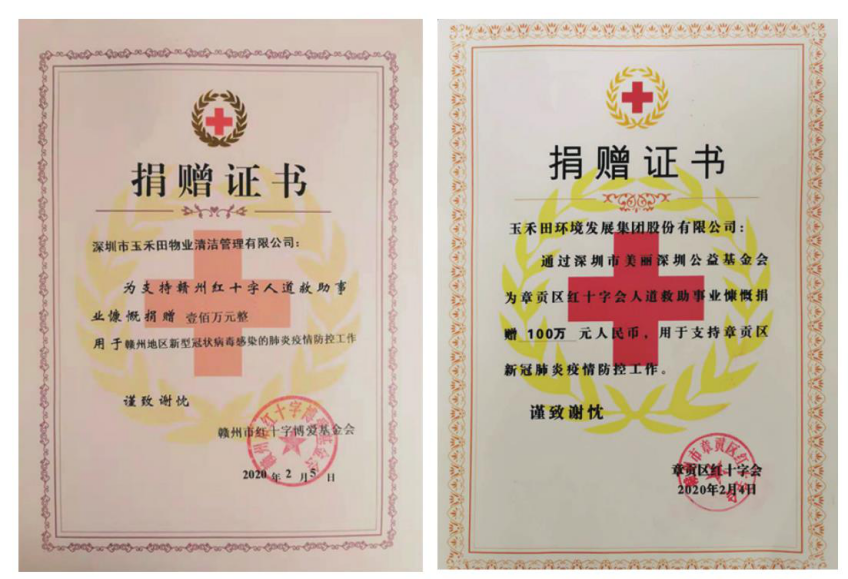 捐赠证书
深圳市玉禾田物业清洁管理有限公司：
为支持赣州红十字人道救助事
业慷慨捐赠 壹佰万元整
用于赣州地区新型冠状病毒感染的肺炎疫情防控工作
谨致谢忱
赣州市红十字博爱基金会
2020年2月5日
捐赠证书
玉禾田环境发展集团股份有限公司：
通过深圳市美丽深圳公益基金会
为章贡区红十字会人道救助事业慷慨捐
赠 100万 元人民币，用于支持章贡区
新冠肺炎疫情防控工作。
谨致谢忱
章贡区红十字会
2020年2月4日